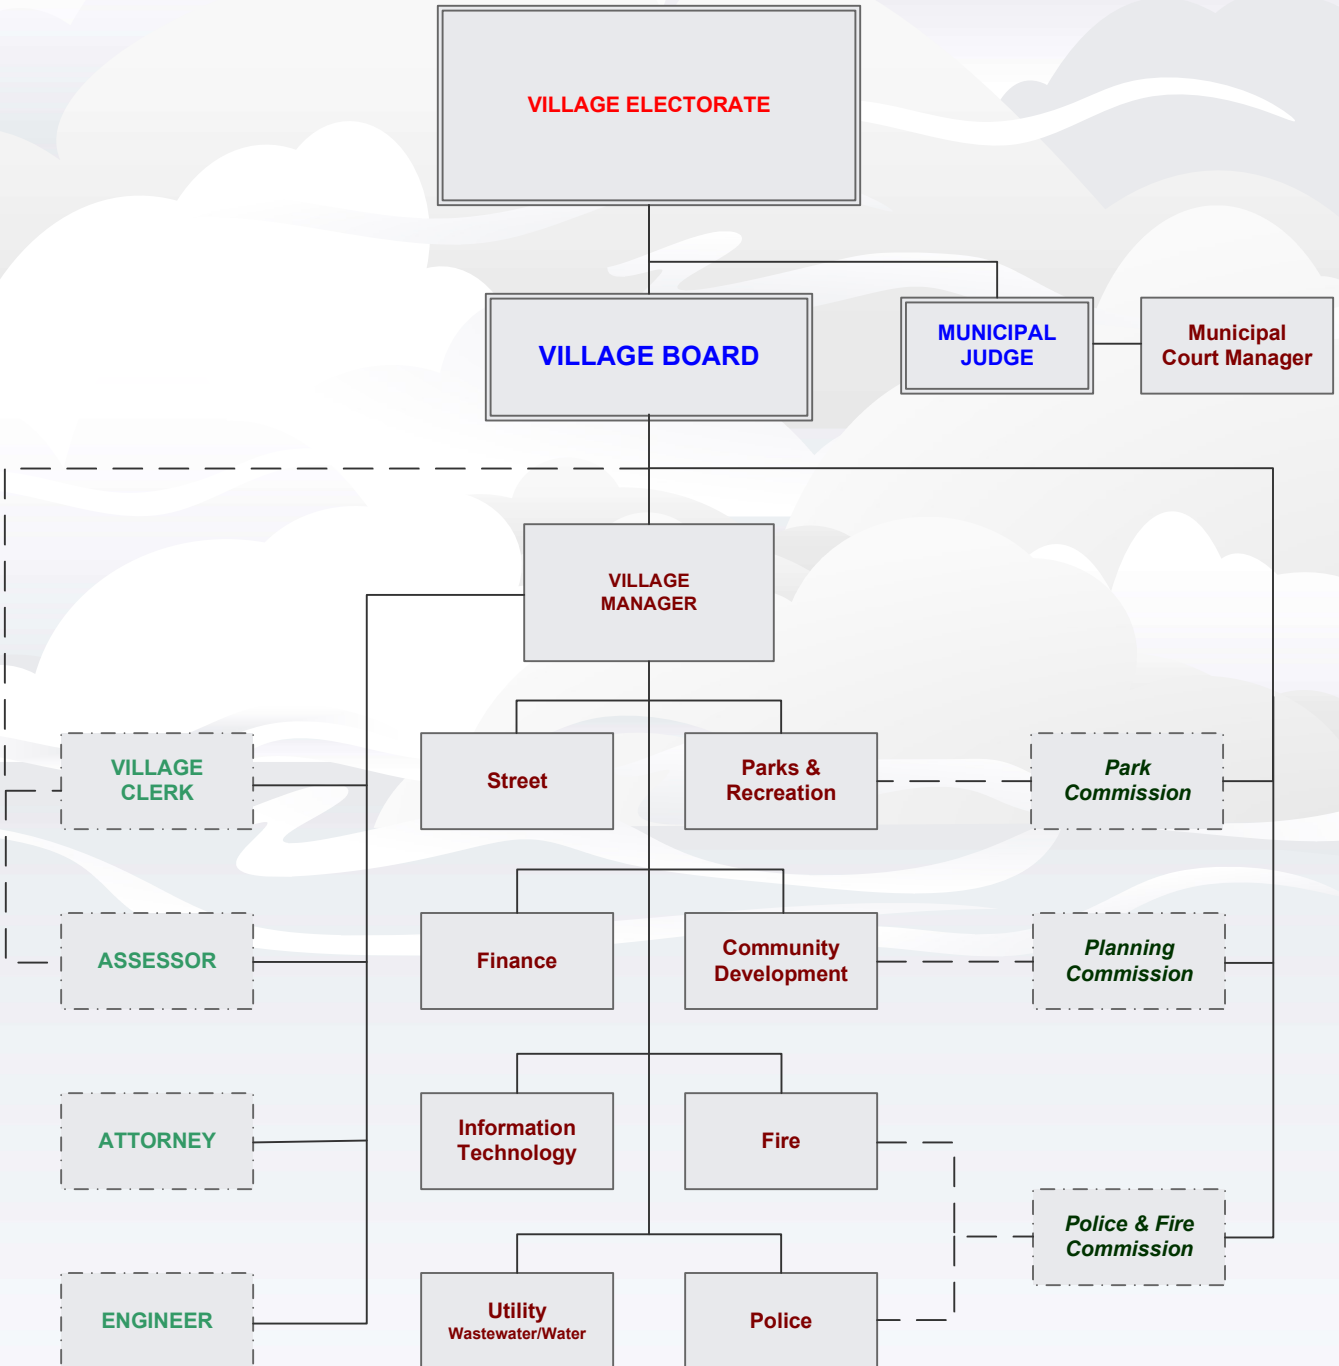 VILLAGE ELECTORATE
VILLAGE BOARD
MUNICIPAL
JUDGE
Municipal
Court Manager
VILLAGE
MANAGER
VILLAGE
CLERK
Street
Parks &
Recreation
Park
Commission
ASSESSOR
Finance
Community
Development
Planning
Commission
ATTORNEY
Information
Technology
Fire
Police & Fire
Commission
ENGINEER
Utility
Wastewater/Water
Police